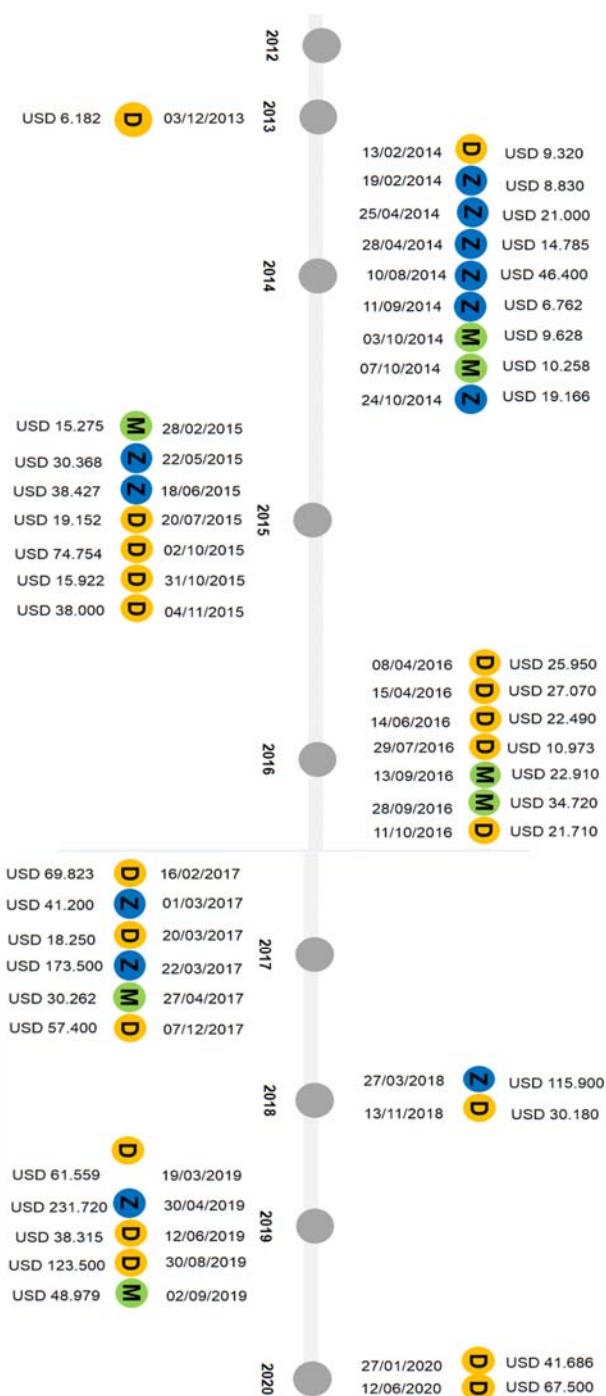 2012
2013
USD 6.182 D 03/12/2013
13/02/2014 D USD 9.320
19/02/2014 Z USD 8.830
25/04/2014 Z USD 21.000
28/04/2014 Z USD 14.785
2014
10/08/2014 Z USD 46.400
11/09/2014 Z USD 6.762
03/10/2014 M USD 9.628
07/10/2014 M USD 10.258
24/10/2014 Z USD 19.166
USD 15.275 M 28/02/2015
USD 30.368 Z 22/05/2015
USD 38.427 Z 18/06/2015
2015
USD 19.152 D 20/07/2015
USD 74.754 D 02/10/2015
USD 15.922 D 31/10/2015
USD 38.000 D 04/11/2015
08/04/2016 D USD 25.950
15/04/2016 D USD 27.070
14/06/2016 D USD 22.490
29/07/2016 D USD 10.973
2016
13/09/2016 M USD 22.910
28/09/2016 M USD 34.720
11/10/2016 D USD 21.710
USD 69.823 D 16/02/2017
USD 41.200 Z 01/03/2017
USD 18.250 D 20/03/2017
2017
USD 173.500 Z 22/03/2017
USD 30.262 M 27/04/2017
USD 57.400 D 07/12/2017
2018
27/03/2018 Z USD 115.900
13/11/2018 D USD 30.180
USD 61.559 D 19/03/2019
USD 231.720 Z 30/04/2019
2019
USD 38.315 D 12/06/2019
USD 123.500 D 30/08/2019
USD 48.979 M 02/09/2019
2020
27/01/2020 D USD 41.686
12/06/2020 D USD 67.500